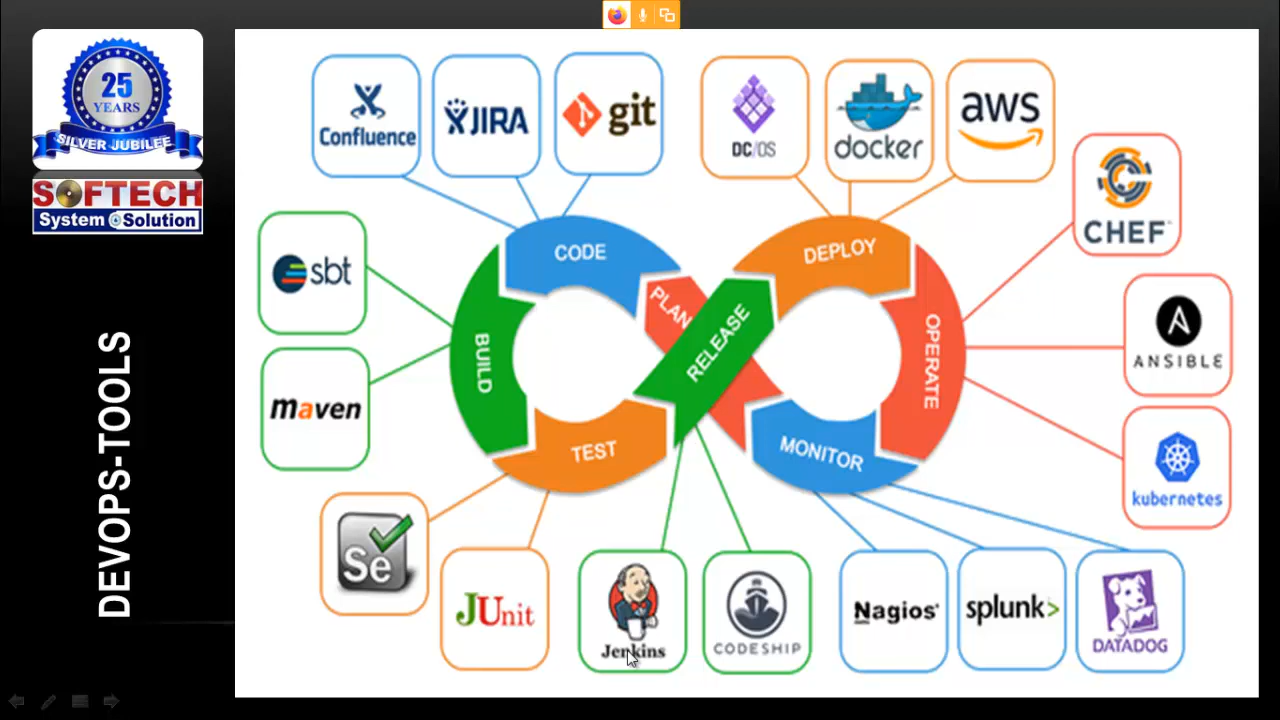 25
YEARS
SILVER JUBILEE
SOFTECH
System Solution
DEVOPS-TOOLS
Confluence
JIRA
git
DC/OS
docker
aws
CHEF™
sbt
maven
CODE
PLAN
RELEASE
DEPLOY
OPERATE
BUILD
TEST
MONITOR
ANSIBLE
kubernetes
Se
JUnit
Jenkins
CODESHIP
Nagios®
splunk>
DATADOG